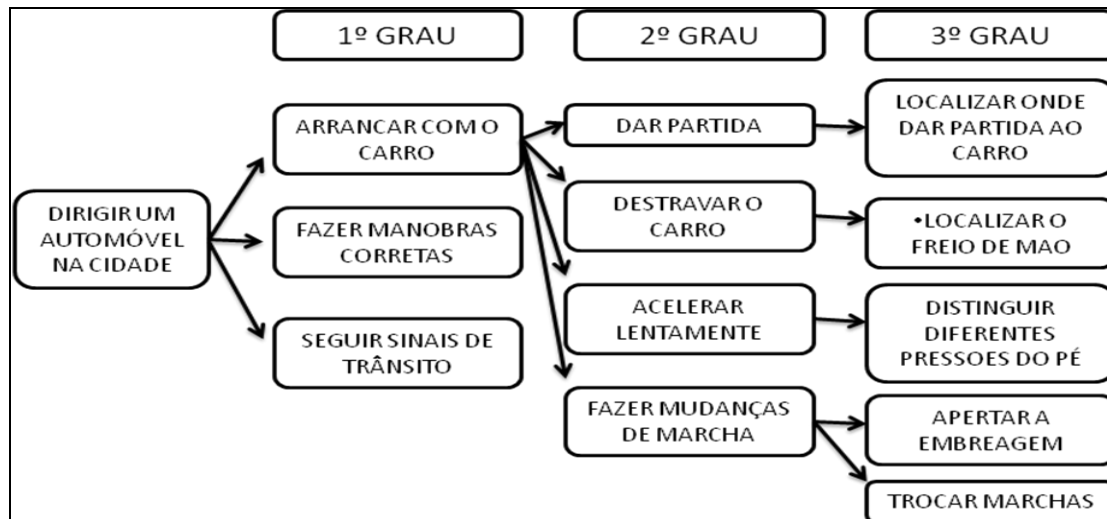 1º GRAU
2º GRAU
3º GRAU
DIRIGIR UM
AUTOMÓVEL
NA CIDADE
ARRANCAR COM O
CARRO
FAZER MANOBRAS
CORRETAS
SEGUIR SINAIS DE
TRÂNSITO
DAR PARTIDA
DESTRAVAR O
CARRO
ACELERAR
LENTAMENTE
FAZER MUDANÇAS
DE MARCHA
LOCALIZAR ONDE
DAR PARTIDA AO
CARRO
•LOCALIZAR O
FREIO DE MAO
DISTINGUIR
DIFERENTES
PRESSOES DO PÉ
APERTAR A
EMBREAGEM
TROCAR MARCHAS